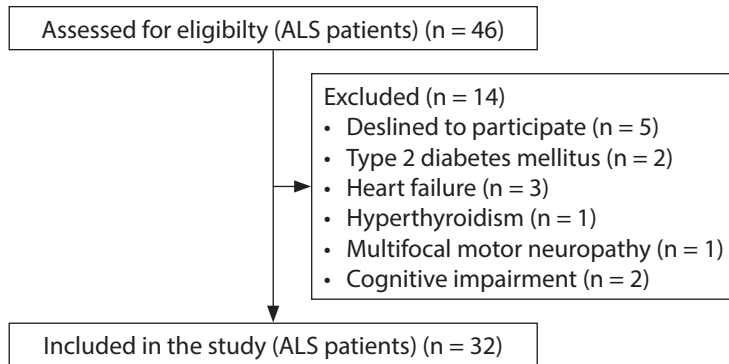 Assessed for eligibilty (ALS patients) (n = 46)
Excluded (n = 14)
• Deslined to participate (n = 5)
• Type 2 diabetes mellitus (n = 2)
• Heart failure (n = 3)
• Hyperthyroidism (n = 1)
• Multifocal motor neuropathy (n = 1)
• Cognitive impairment (n = 2)
Included in the study (ALS patients) (n = 32)